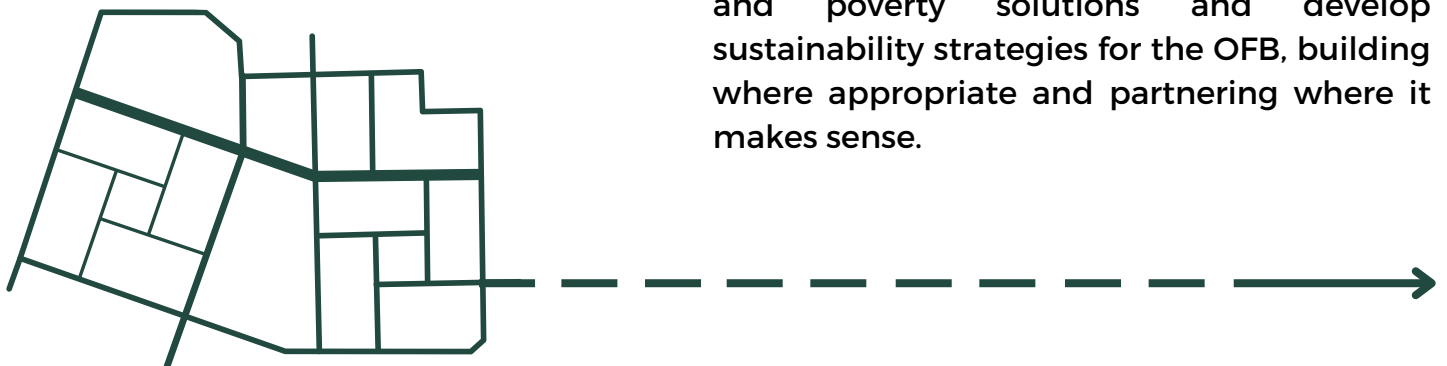 and poverty solutions and develop
sustainability strategies for the OFB, building
where appropriate and partnering where it
makes sense.